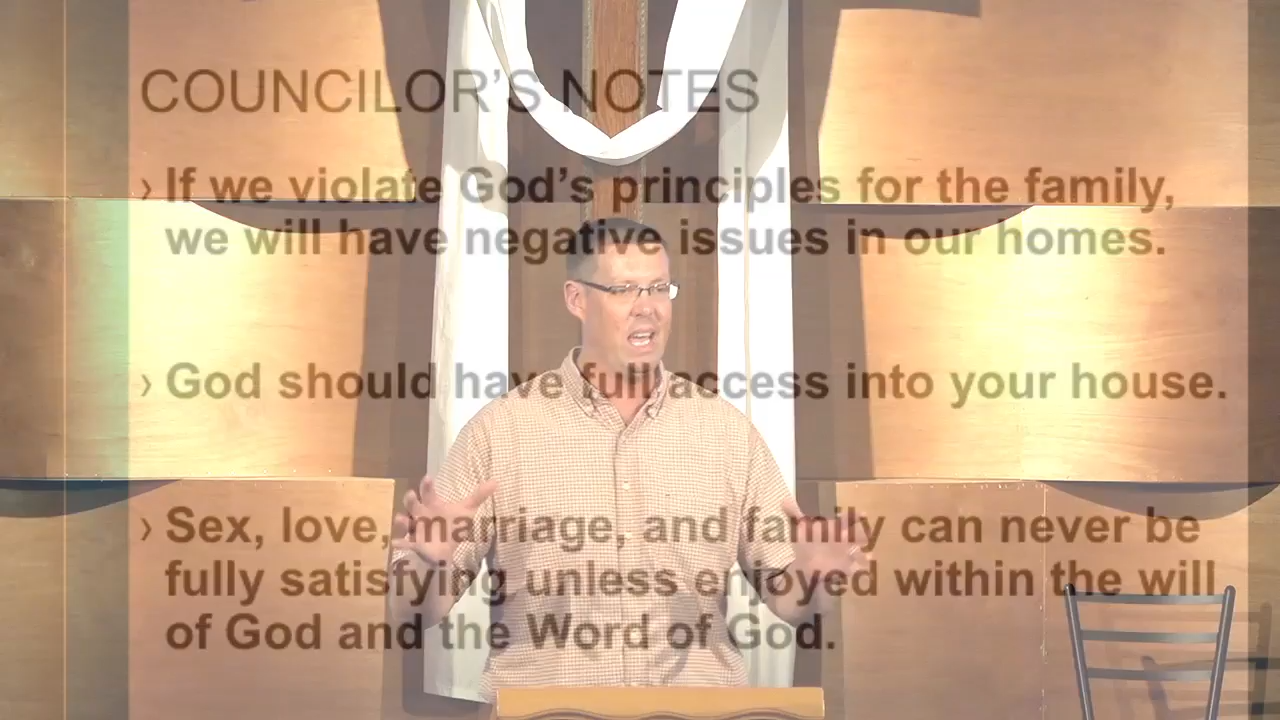 COUNCILOR’S NOTES
› If we violate God’s principles for the family,
we will have negative issues in our homes.
› God should have full access into your house.
› Sex, love, marriage, and family can never be
fully satisfying unless enjoyed within the will
of God and the Word of God.